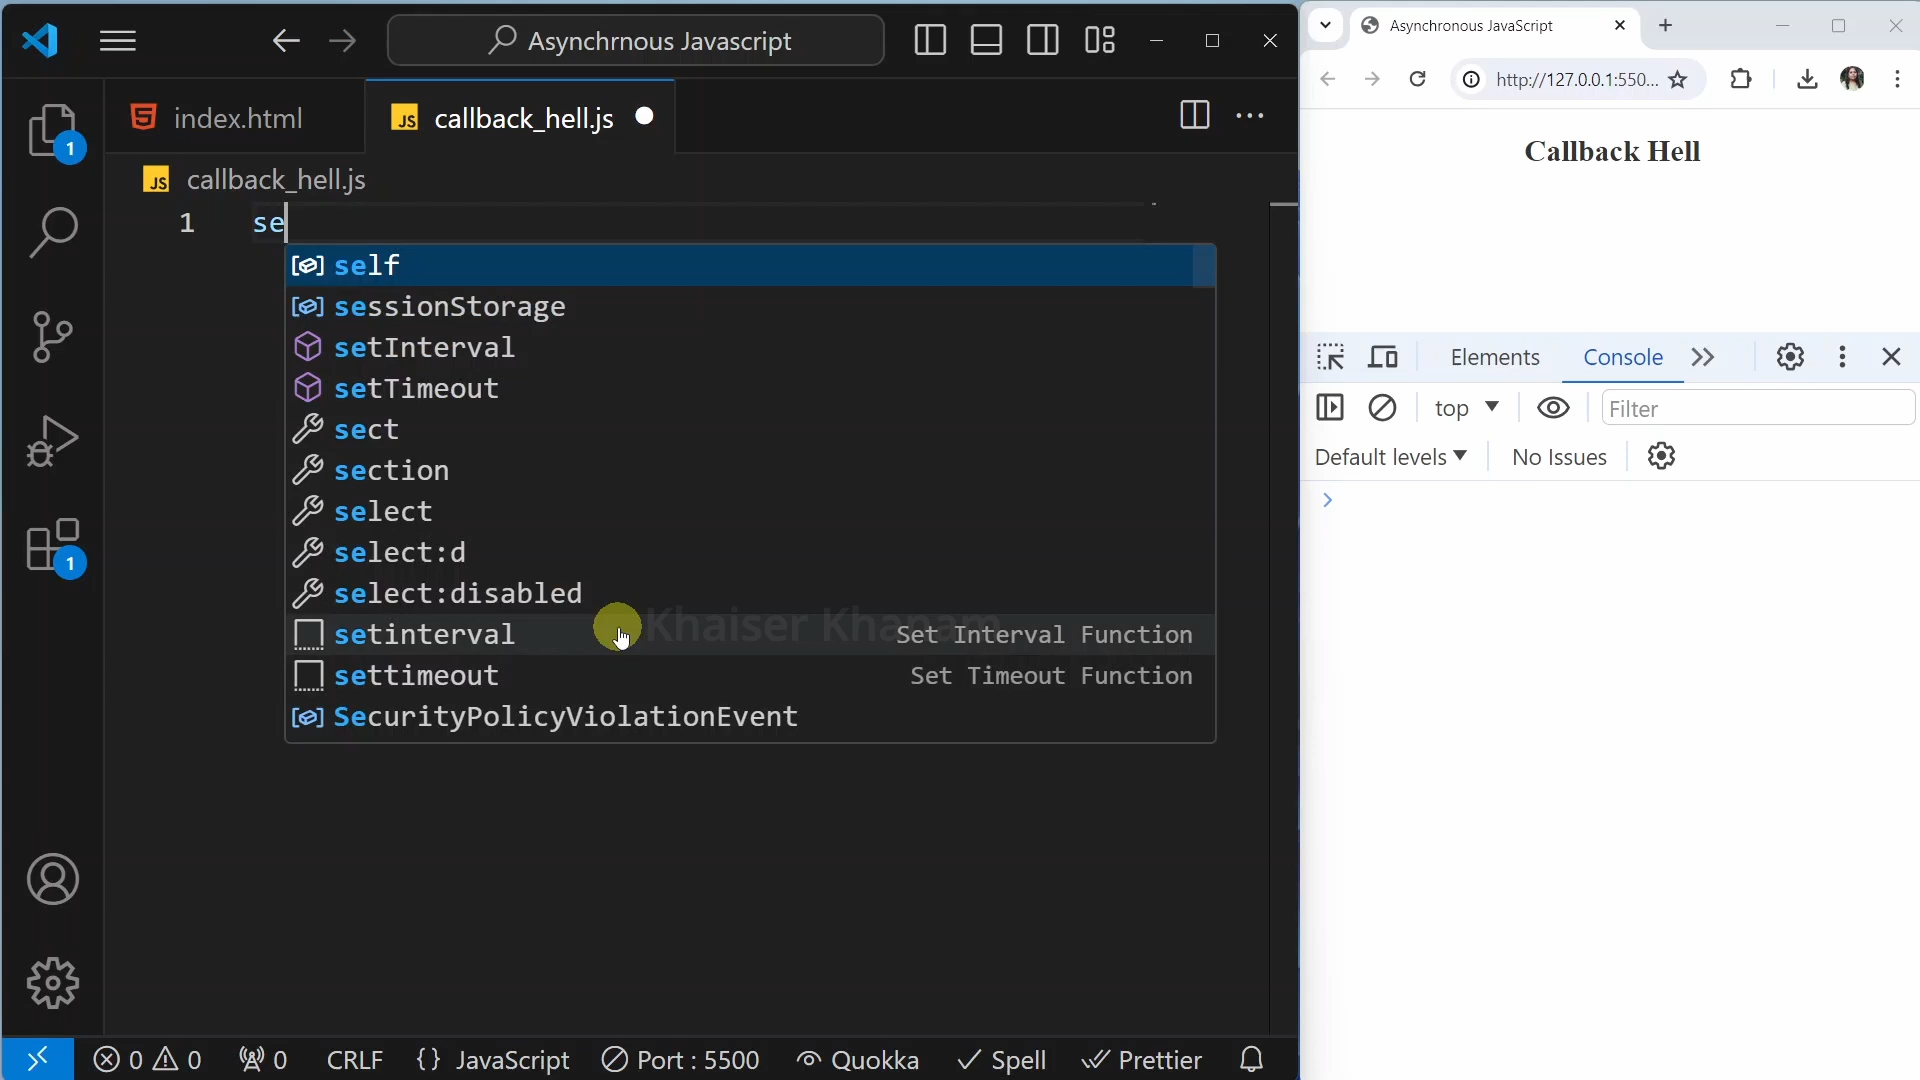 Asynchrnous Javascript
index.html
callback_hell.js
callback_hell.js
1 se
self
sessionStorage
setInterval
setTimeout
sect
section
select
select:d
select:disabled
setinterval Set Interval Function
settimeout Set Timeout Function
SecurityPolicyViolationEvent
Khaiser Khanam
1
1
0 0 0 CRLF {} JavaScript Port : 5500 Quokka Spell Prettier
Asynchronous JavaScript
http://127.0.0.1:550...
Callback Hell
Elements Console
top Filter
Default levels No Issues